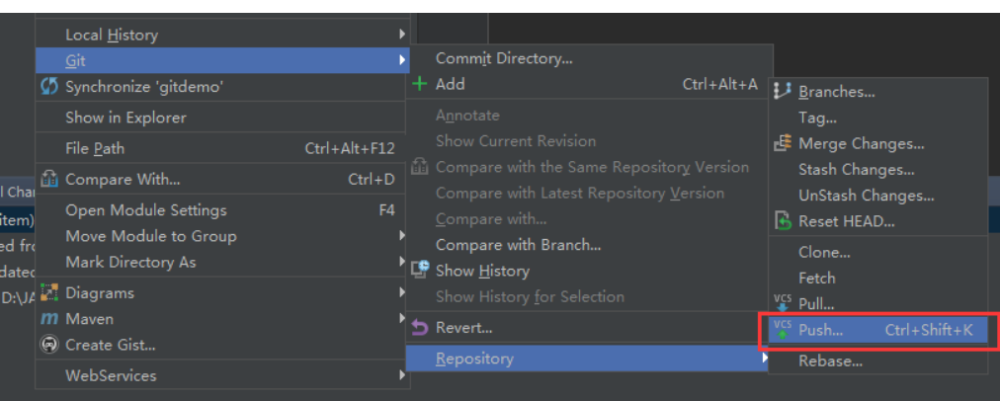 Local History
Git
Synchronize 'gitdemo'
Show in Explorer
File Path Ctrl+Alt+F12
Compare With... Ctrl+D
Open Module Settings F4
Move Module to Group
Mark Directory As
Diagrams
Maven
Create Gist...
WebServices
Commit Directory...
Add Ctrl+Alt+A
Annotate
Show Current Revision
Compare with the Same Repository Version
Compare with Latest Repository Version
Compare with...
Compare with Branch...
Show History
Show History for Selection
Revert...
Repository
Branches...
Tag...
Merge Changes...
Stash Changes...
UnStash Changes...
Reset HEAD...
Clone...
Fetch
VCS Pull...
VCS Push... Ctrl+Shift+K
Rebase...
l Cha
item)
ed fro
dated
D:\JA